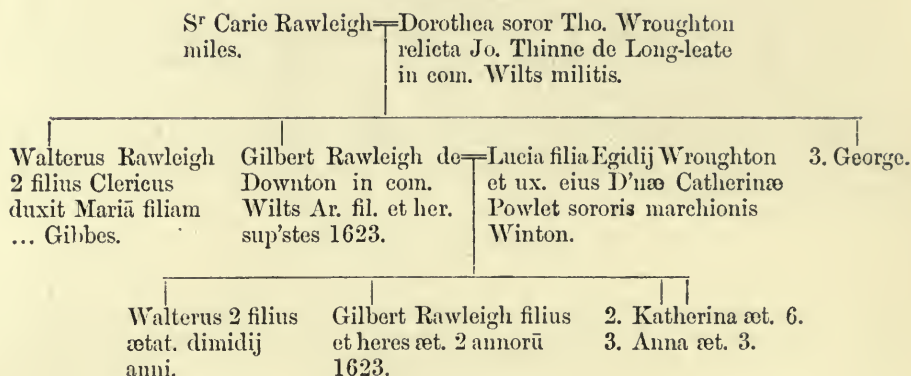 Sʳ Carie Rawleigh
miles.
Dorothea soror Tho. Wroughton
relicta Jo. Thinne de Long-leate
in com. Wilts militis.
Walterus Rawleigh
2 filius Clericus
duxit Mariā filiam
... Gibbes.
Gilbert Rawleigh de
Downton in com.
Wilts Ar. fil. et her.
sup'stes 1623.
Lucia filia Egidij Wroughton
et ux. eius D'næ Catherinæ
Powlet sororis marchionis
Winton.
3. George.
Walterus 2 filius
ætat. dimidij
anni.
Gilbert Rawleigh filius
et heres æt. 2 annorū
1623.
2. Katherina æt. 6.
3. Anna æt. 3.